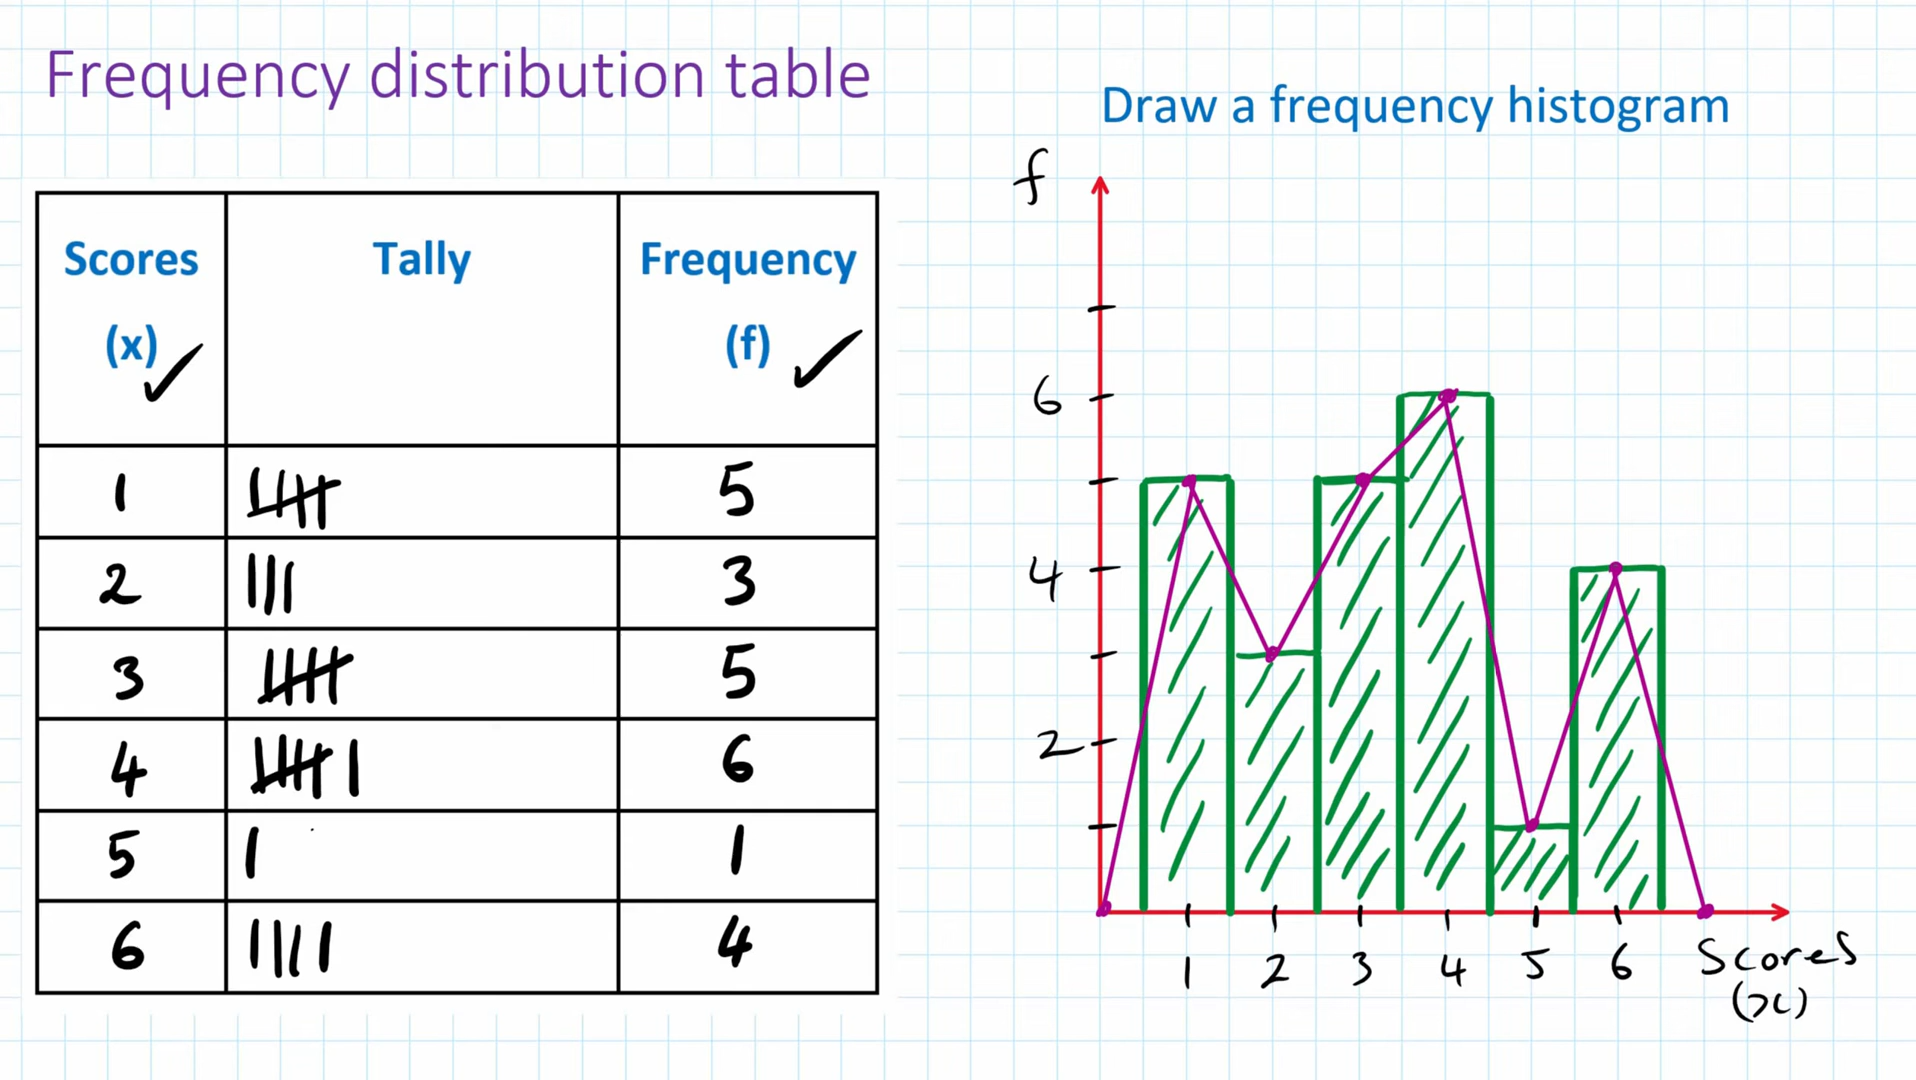 Frequency distribution table
Draw a frequency histogram
Scores Tally Frequency
(x) (f)
1 5
2 3
3 5
4 6
5 1
6 4
f
6
4
2
1 2 3 4 5 6 Scores
(x)